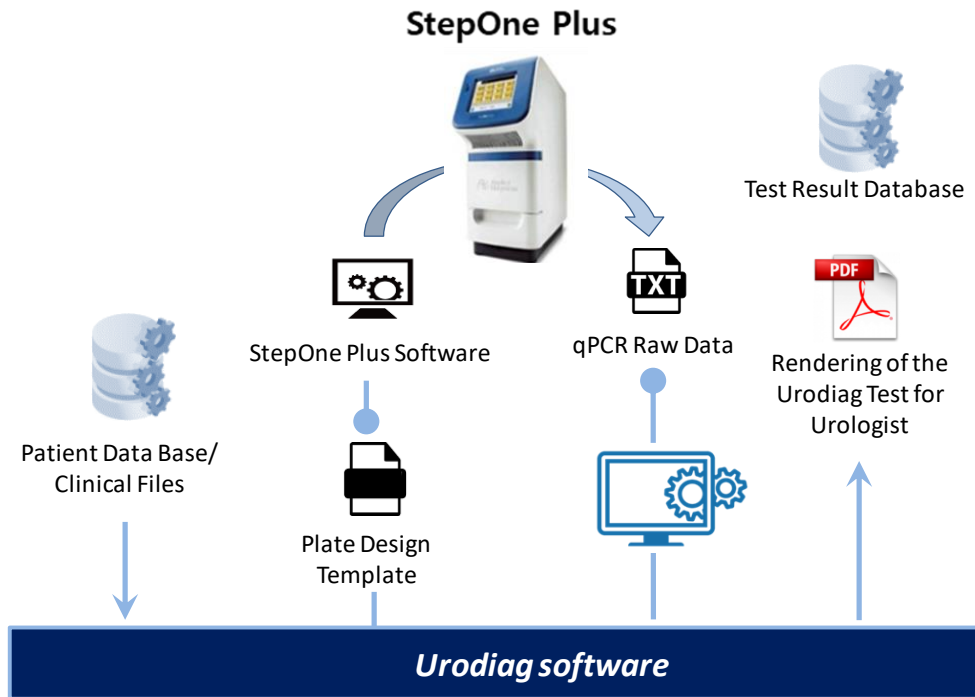 StepOne Plus
Test Result Database
TXT
PDF
StepOne Plus Software
qPCR Raw Data
Rendering of the
Urodiag Test for
Urologist
Patient Data Base/
Clinical Files
Plate Design
Template
Urodiag software